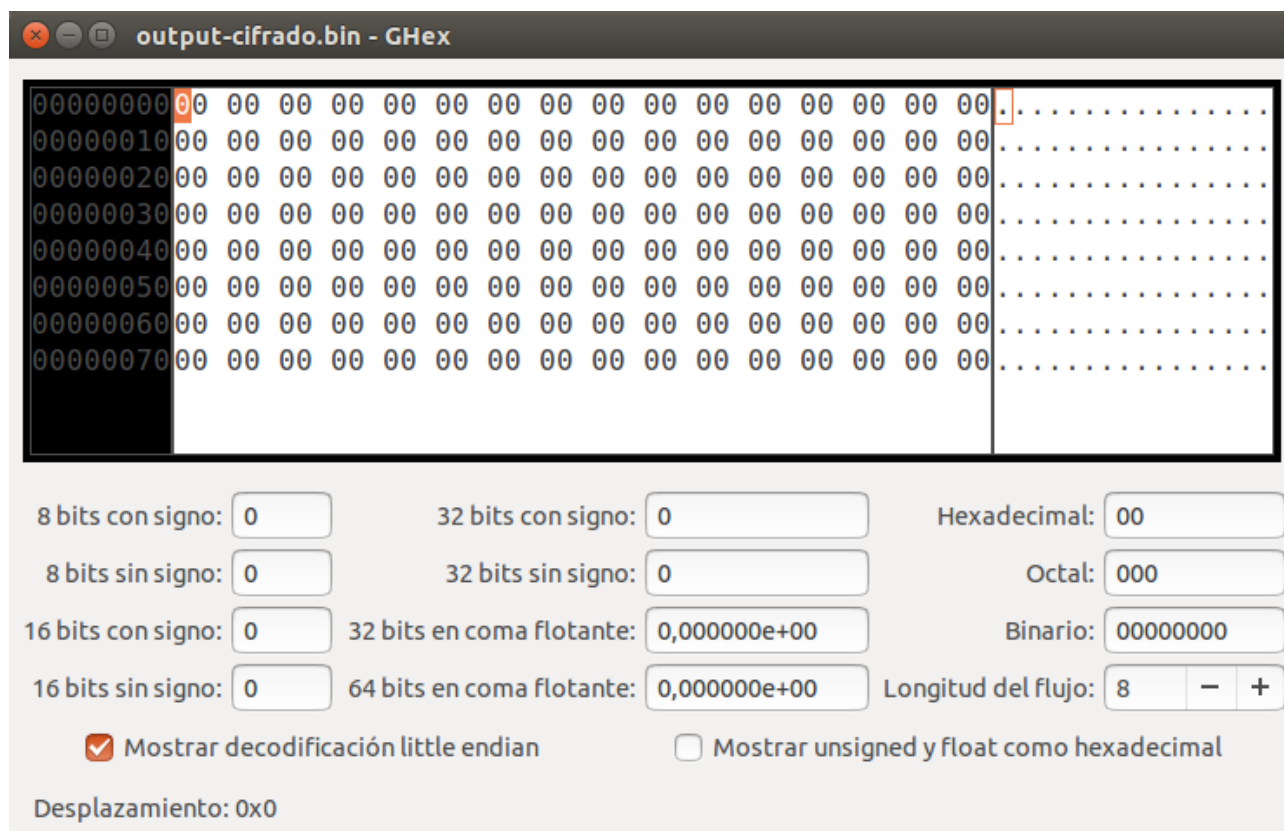 output-cifrado.bin - GHex
00000000 00 00 00 00 00 00 00 00 00 00 00 00 00 00 00 00 ................
00000010 00 00 00 00 00 00 00 00 00 00 00 00 00 00 00 00 ................
00000020 00 00 00 00 00 00 00 00 00 00 00 00 00 00 00 00 ................
00000030 00 00 00 00 00 00 00 00 00 00 00 00 00 00 00 00 ................
00000040 00 00 00 00 00 00 00 00 00 00 00 00 00 00 00 00 ................
00000050 00 00 00 00 00 00 00 00 00 00 00 00 00 00 00 00 ................
00000060 00 00 00 00 00 00 00 00 00 00 00 00 00 00 00 00 ................
00000070 00 00 00 00 00 00 00 00 00 00 00 00 00 00 00 00 ................
8 bits con signo: 0 32 bits con signo: 0 Hexadecimal: 00
8 bits sin signo: 0 32 bits sin signo: 0 Octal: 000
16 bits con signo: 0 32 bits en coma flotante: 0,000000e+00 Binario: 00000000
16 bits sin signo: 0 64 bits en coma flotante: 0,000000e+00 Longitud del flujo: 8 − +
Mostrar decodificación little endian Mostrar unsigned y float como hexadecimal
Desplazamiento: 0x0